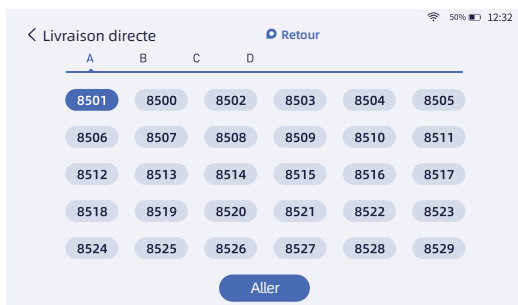 50% 12:32
Livraison directe Retour
A B C D
8501 8500 8502 8503 8504 8505
8506 8507 8508 8509 8510 8511
8512 8513 8514 8515 8516 8517
8518 8519 8520 8521 8522 8523
8524 8525 8526 8527 8528 8529
Aller